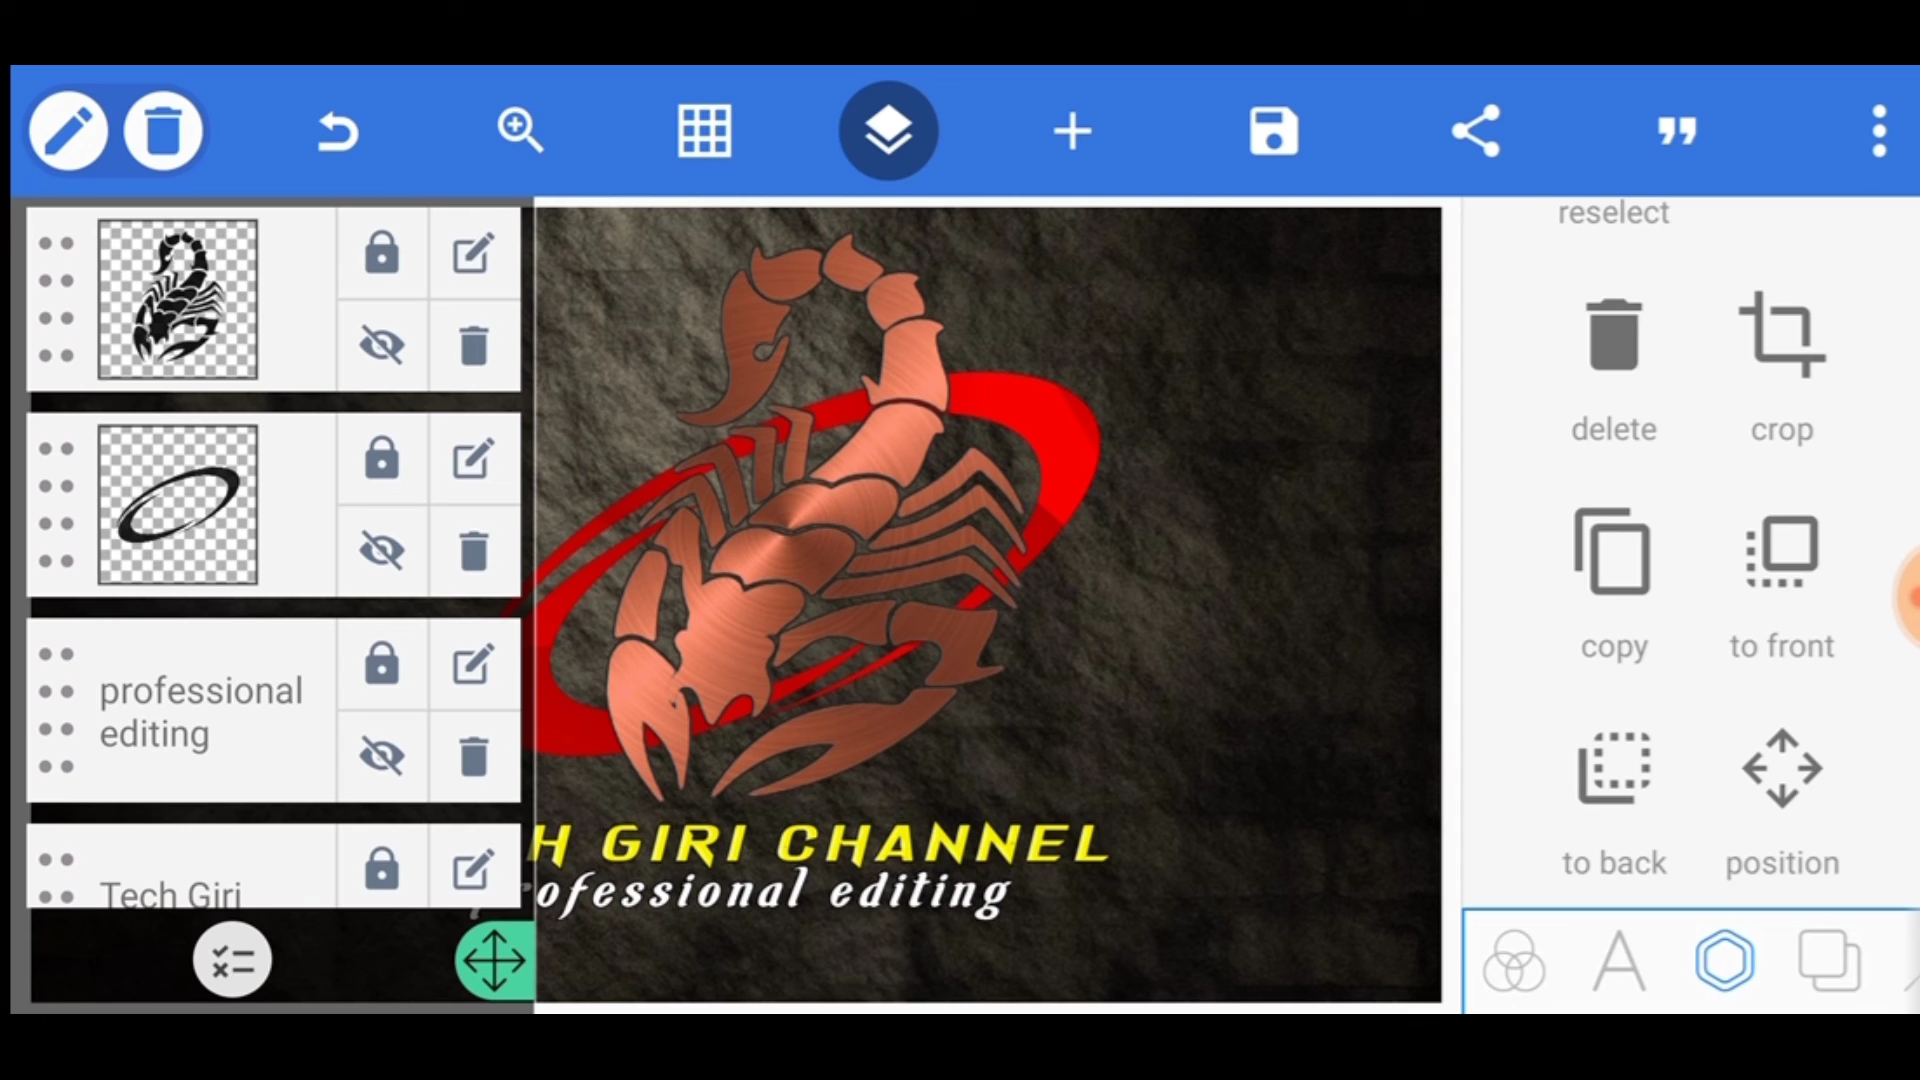 reselect
delete
crop
copy
to front
to back
position
professional
editing
Tech Giri
H GIRI CHANNEL
ofessional editing